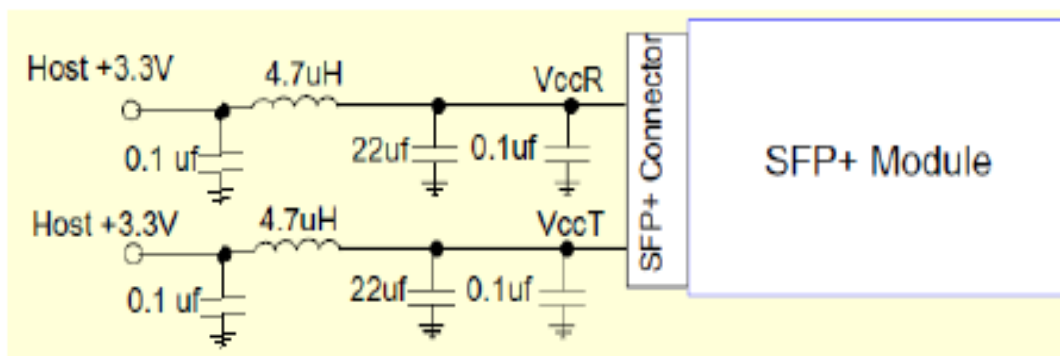 Host +3.3V
4.7uH
VccR
0.1 uf
22uf
0.1uf
SFP+ Connector
SFP+ Module
Host +3.3V
4.7uH
VccT
0.1 uf
22uf
0.1uf